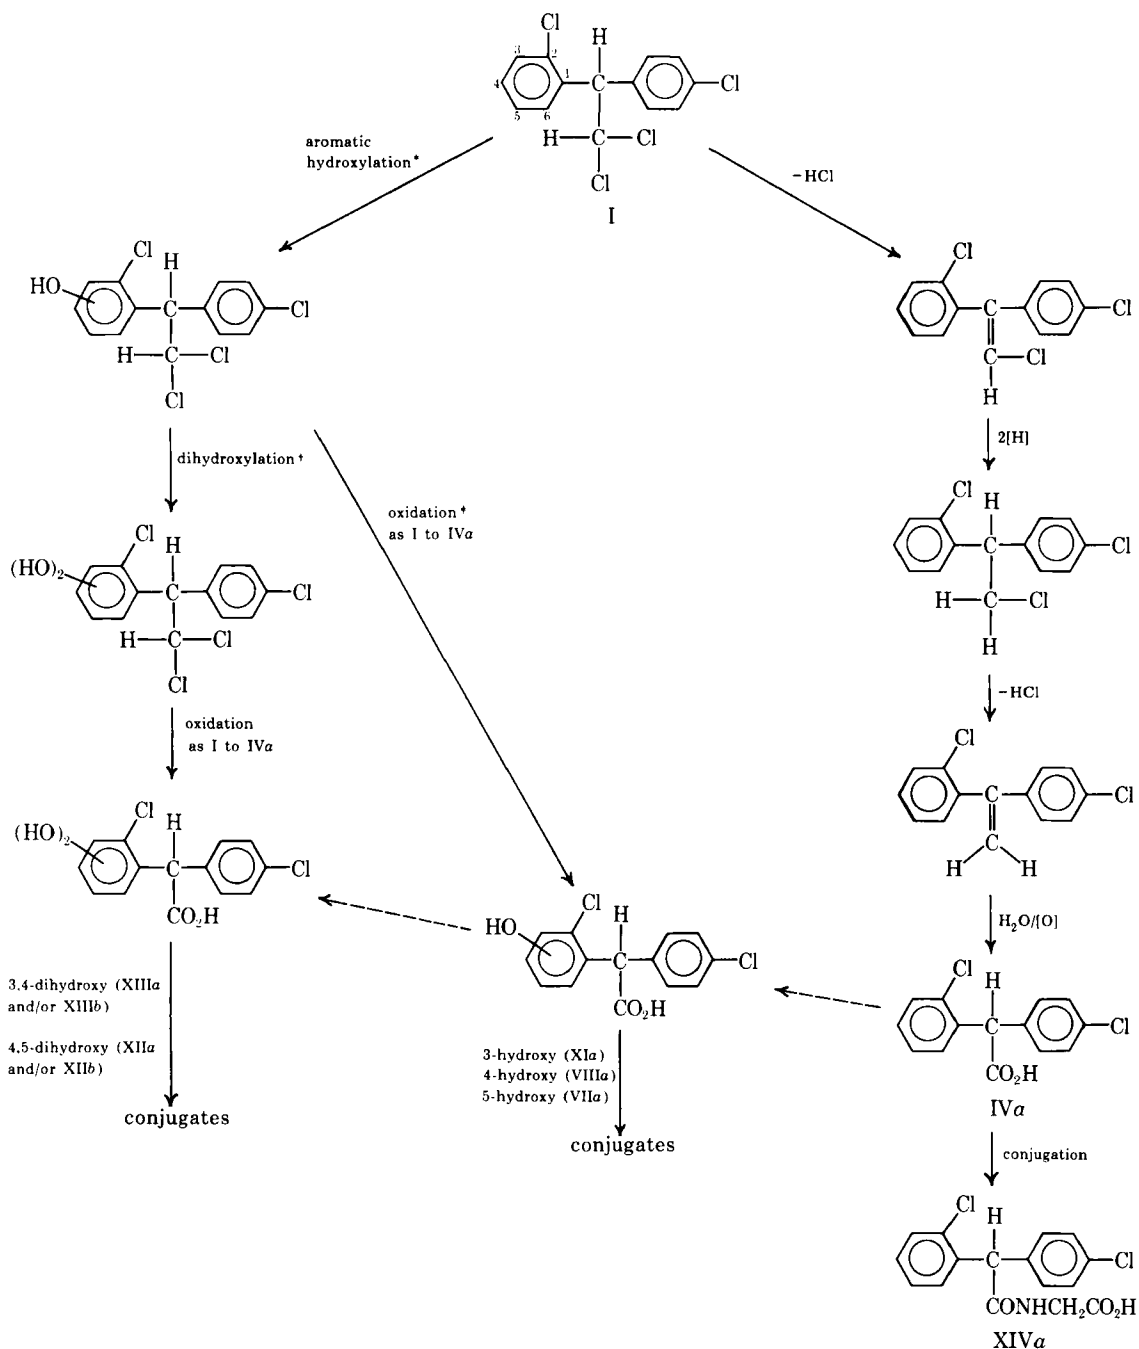 Cl
H
3 2
4 1
5 6
C
Cl
H—C—Cl
Cl
I
aromatic
hydroxylation*
−HCl
Cl
H
HO
C
Cl
H—C—Cl
Cl
Cl
C
Cl
C—Cl
H
dihydroxylation†
oxidation‡
as I to IVa
2[H]
Cl
H
(HO)₂
C
Cl
H—C—Cl
Cl
Cl
H
C
Cl
H—C—Cl
H
oxidation
as I to IVa
−HCl
Cl
H
(HO)₂
C
Cl
CO₂H
Cl
C
Cl
C
H H
H₂O/[O]
Cl
H
HO
C
Cl
CO₂H
Cl
H
C
Cl
CO₂H
IVa
3,4-dihydroxy (XIIIa
and/or XIIIb)
4,5-dihydroxy (XIIa
and/or XIIb)
conjugates
3-hydroxy (XIa)
4-hydroxy (VIIIa)
5-hydroxy (VIIa)
conjugates
conjugation
Cl
H
C
Cl
CONHCH₂CO₂H
XIVa